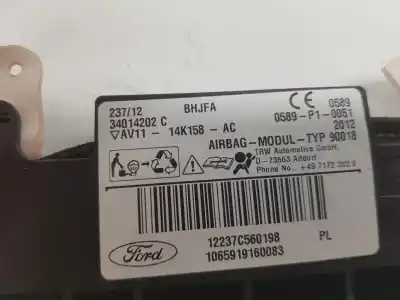 237/12 BHJFA CE 0589
34014202 C 0589-P1-0051
▽AV11 - 14K158 - AC 2012
AIRBAG-MODUL-TYP 90818
TRW Automotive GmbH.
D-73553 Alfdorf
Phone No.: +49 7172 302 0
Ford 12237C560198 PL
1065919160083